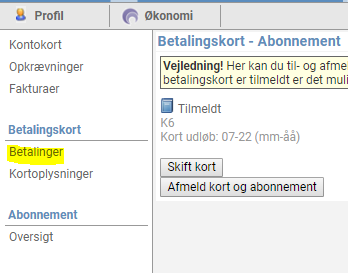 Profil
Økonomi
Kontokort
Opkrævninger
Fakturaer
Betalingskort
Betalinger
Kortoplysninger
Abonnement
Oversigt
Betalingskort - Abonnement
Vejledning! Her kan du til- og afme
betalingskort er tilmeldt er det muli
Tilmeldt
K6
Kort udløb: 07-22 (mm-åå)
Skift kort
Afmeld kort og abonnement